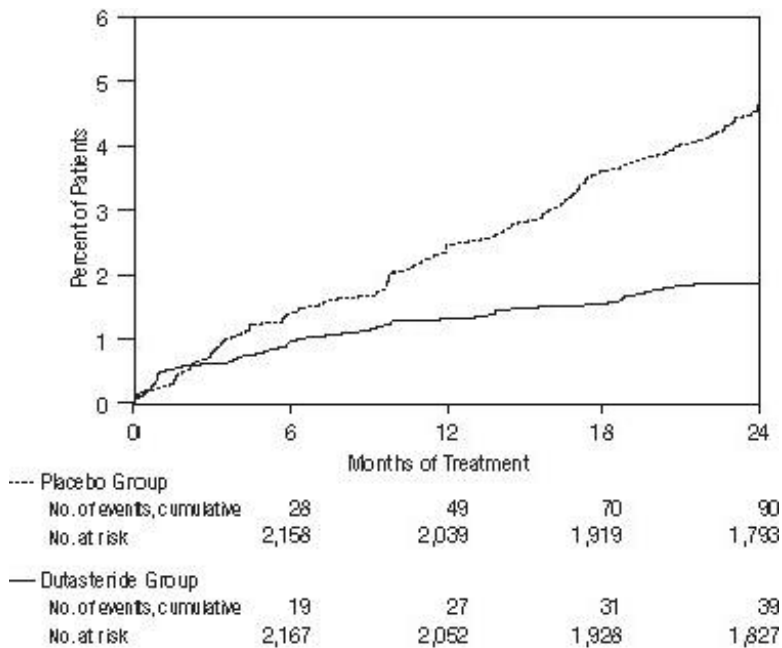 6
5
4
3
2
1
0
Percent of Patients
0 6 12 18 24
Months of Treatment
Placebo Group
No. of events, cumulative 28 49 70 90
No. at risk 2,158 2,039 1,919 1,793
Dutasteride Group
No. of events, cumulative 19 27 31 39
No. at risk 2,167 2,052 1,928 1,827